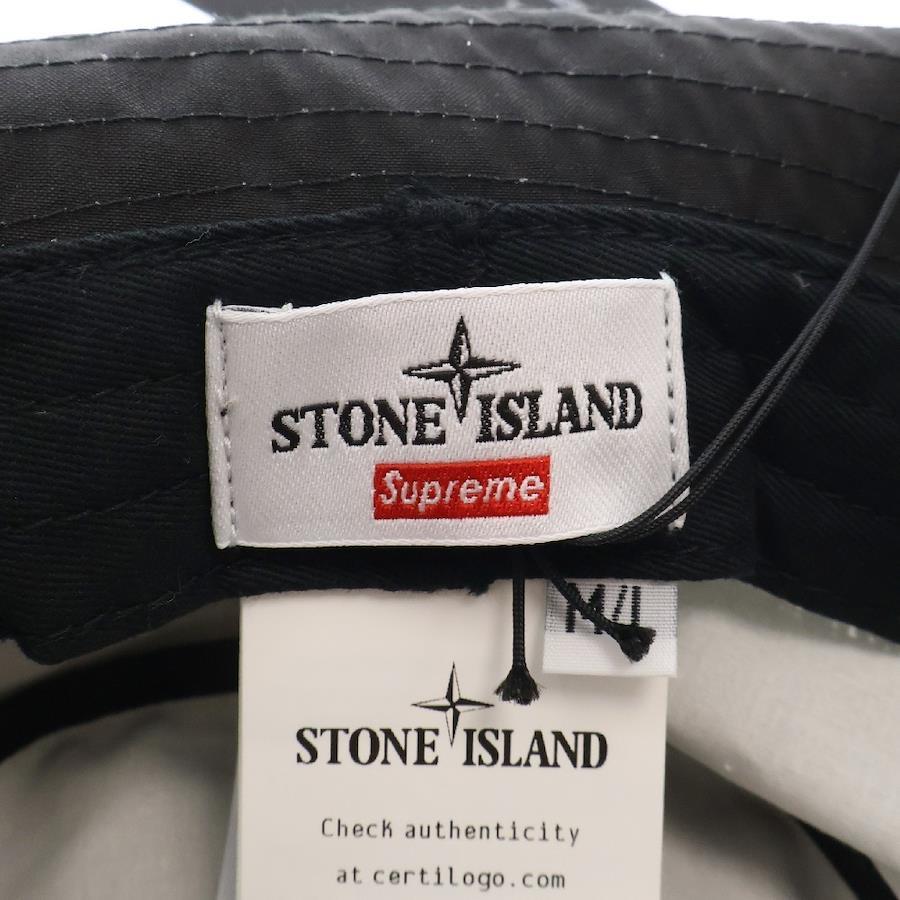 STONE ISLAND
Supreme
M/L
STONE ISLAND
Check authenticity
at certilogo.com